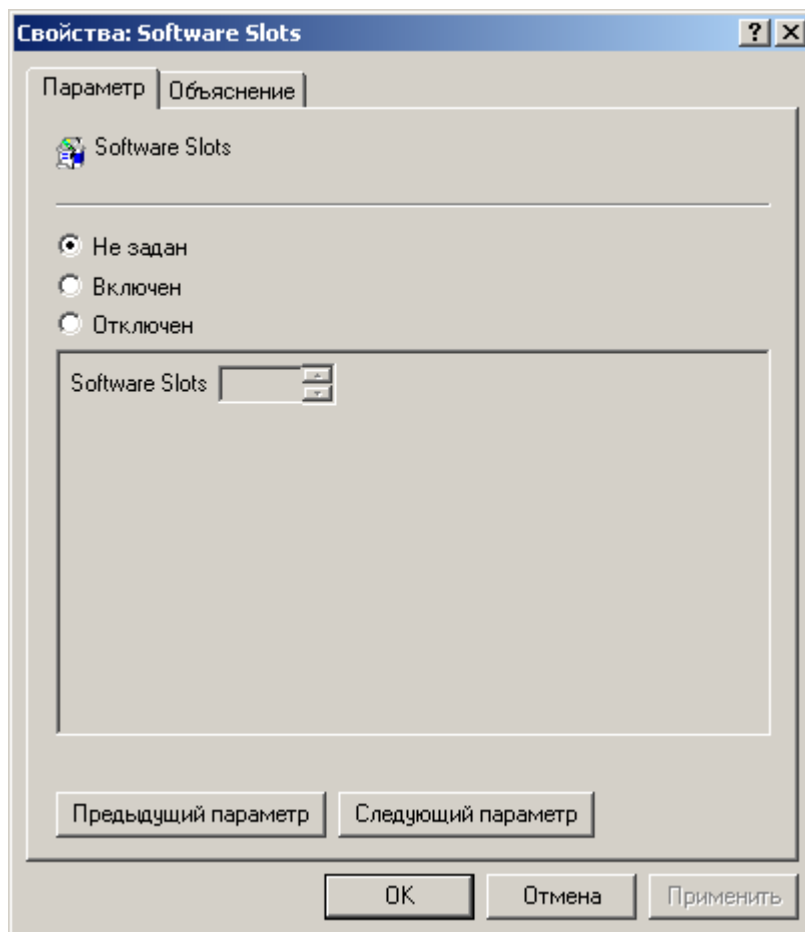 Свойства: Software Slots
Параметр Объяснение
Software Slots
Не задан
Включен
Отключен
Software Slots
Предыдущий параметр Следующий параметр
OK Отмена Применить